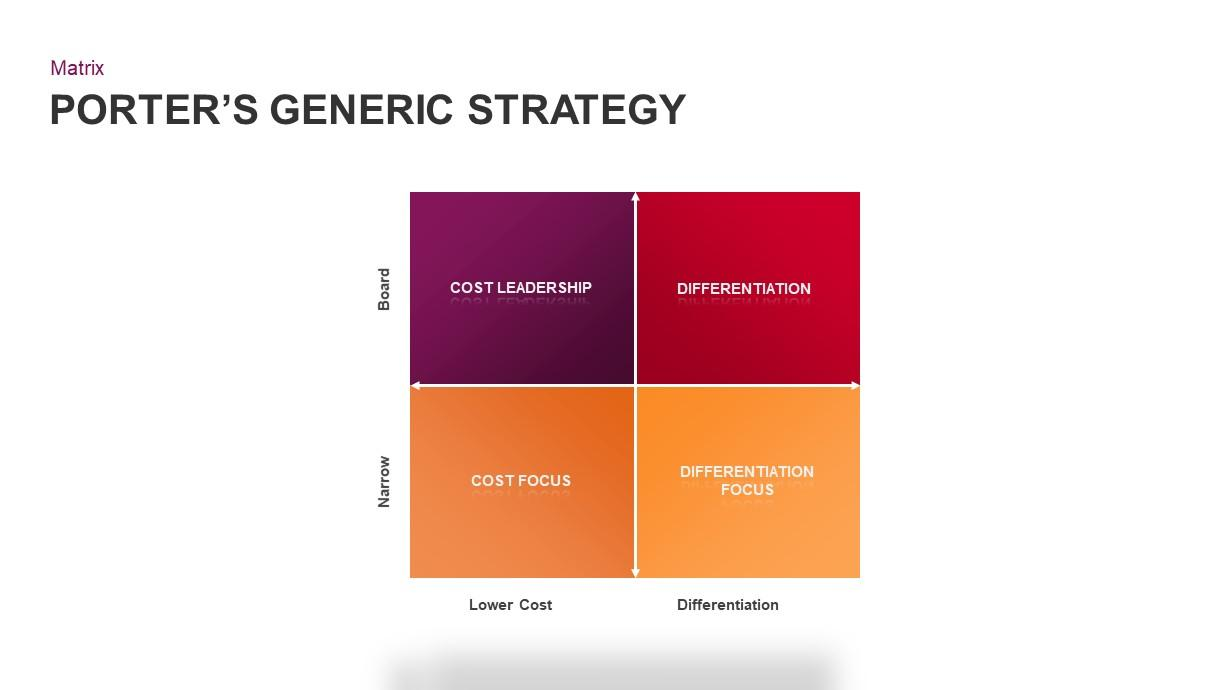 Matrix
PORTER’S GENERIC STRATEGY
Board
COST LEADERSHIP
DIFFERENTIATION
Narrow
COST FOCUS
DIFFERENTIATION
FOCUS
Lower Cost
Differentiation